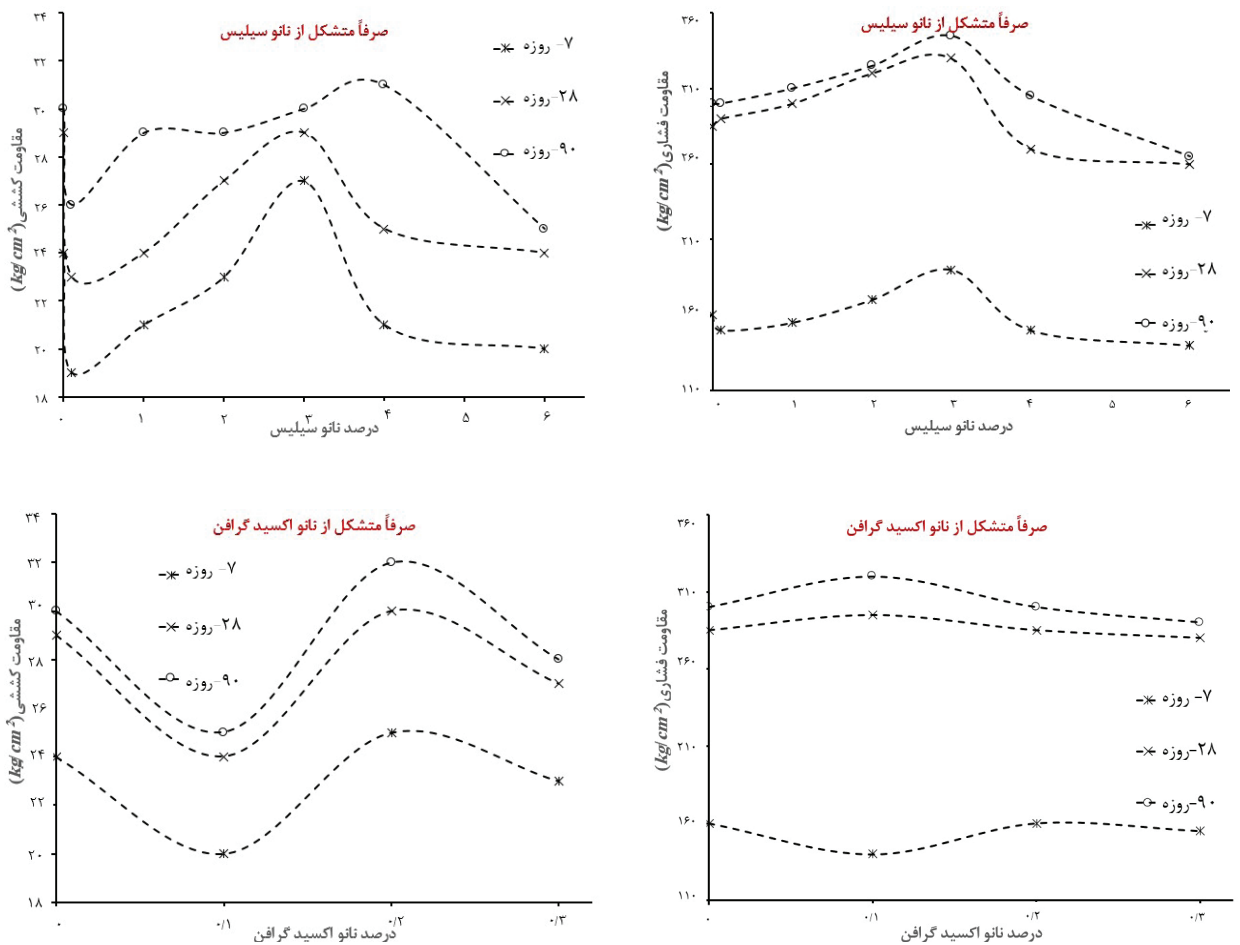 صرفاً متشکل از نانو سیلیس
مقاومت کششی (kg/cm²)
۳۴
۳۲
۳۰
۲۸
۲۶
۲۴
۲۲
۲۰
۱۸
۷- روزه
۲۸-روزه
۹۰-روزه
۰ ۱ ۲ ۳ ۴ ۵ ۶
درصد نانو سیلیس
صرفاً متشکل از نانو سیلیس
مقاومت فشاری (kg/cm²)
۳۶۰
۳۱۰
۲۶۰
۲۱۰
۱۶۰
۱۱۰
۷- روزه
۲۸-روزه
۹۰-روزه
۰ ۱ ۲ ۳ ۴ ۵ ۶
درصد نانو سیلیس
صرفاً متشکل از نانو اکسید گرافن
مقاومت کششی (kg/cm²)
۳۴
۳۲
۳۰
۲۸
۲۶
۲۴
۲۲
۲۰
۱۸
۷- روزه
۲۸-روزه
۹۰-روزه
۰ ۰/۱ ۰/۲ ۰/۳
درصد نانو اکسید گرافن
صرفاً متشکل از نانو اکسید گرافن
مقاومت فشاری (kg/cm²)
۳۶۰
۳۱۰
۲۶۰
۲۱۰
۱۶۰
۱۱۰
۷- روزه
۲۸-روزه
۹۰-روزه
۰ ۰/۱ ۰/۲ ۰/۳
درصد نانو اکسید گرافن